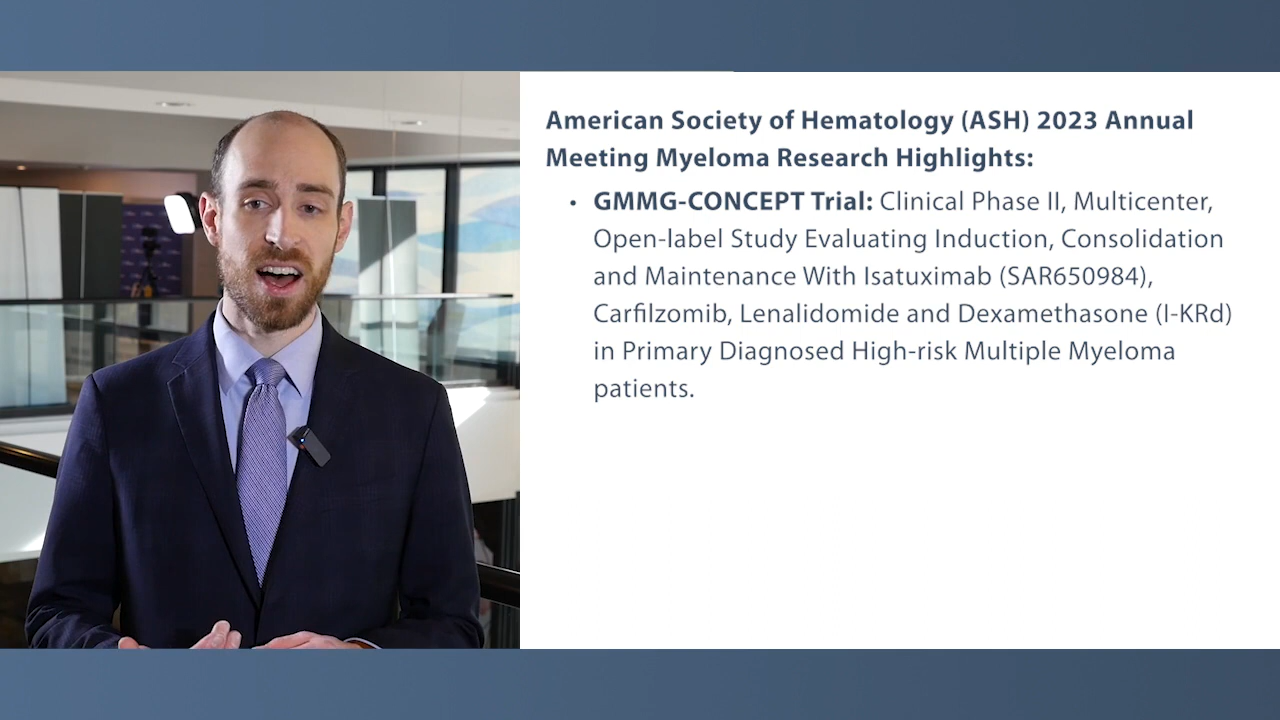 American Society of Hematology (ASH) 2023 Annual
Meeting Myeloma Research Highlights:
• GMMG-CONCEPT Trial: Clinical Phase II, Multicenter,
Open-label Study Evaluating Induction, Consolidation
and Maintenance With Isatuximab (SAR650984),
Carfilzomib, Lenalidomide and Dexamethasone (I-KRd)
in Primary Diagnosed High-risk Multiple Myeloma
patients.